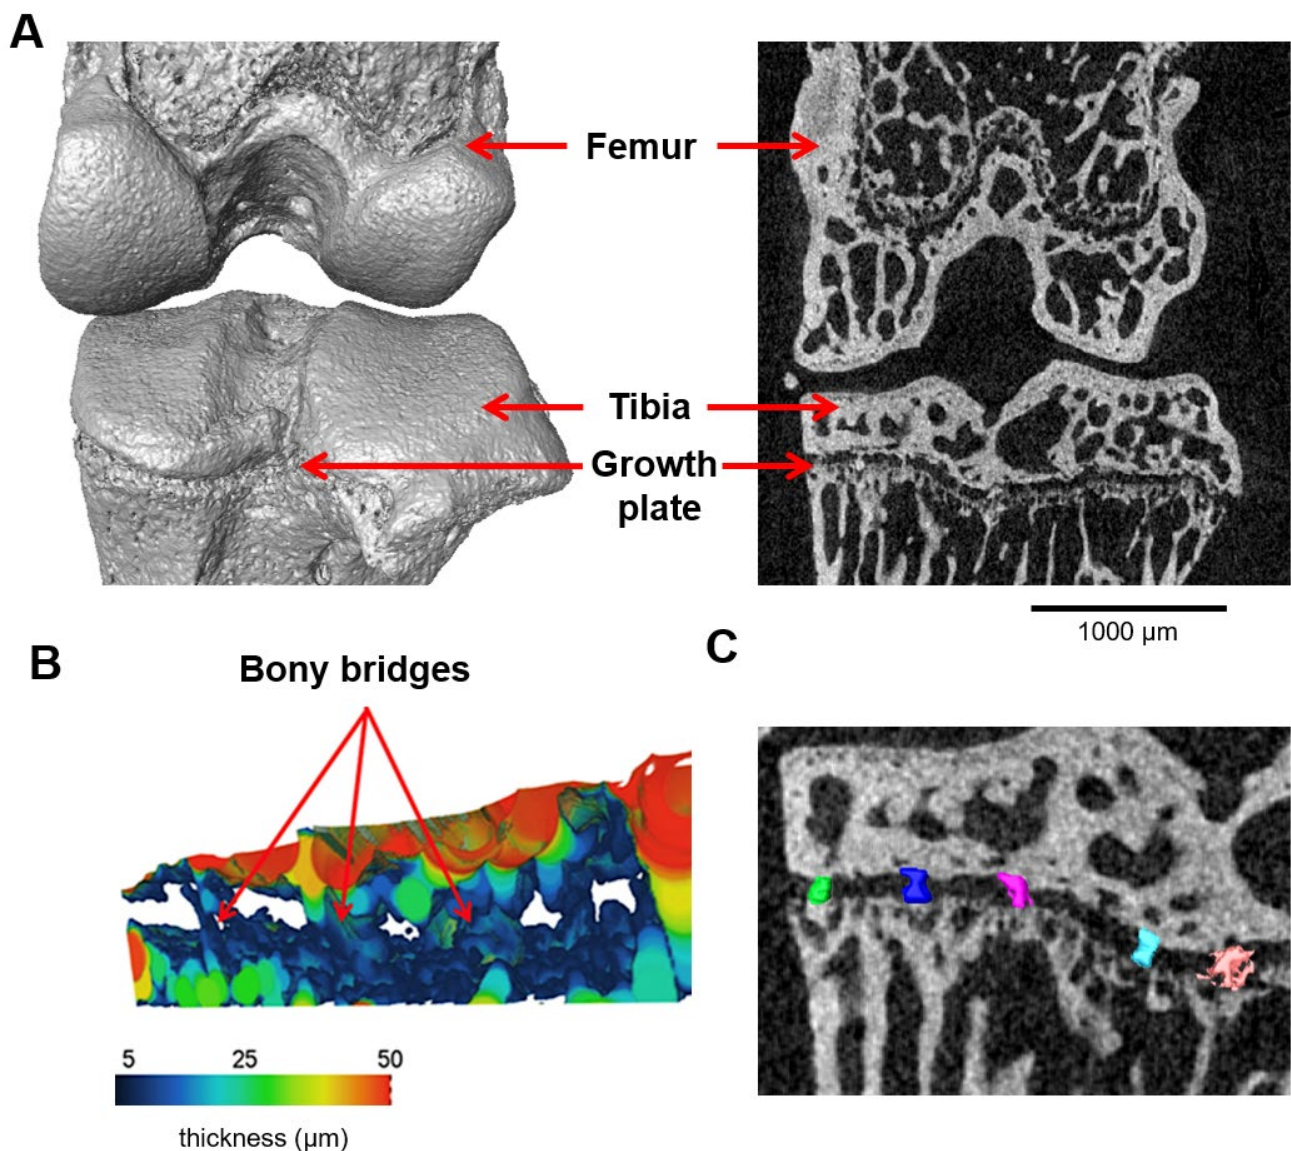 A
Femur
Tibia
Growth
plate
1000 µm
B
Bony bridges
C
5 25 50
thickness (µm)